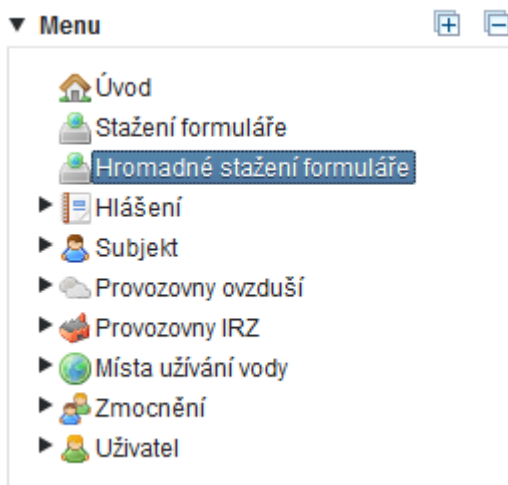 Menu
Úvod
Stažení formuláře
Hromadné stažení formuláře
Hlášení
Subjekt
Provozovny ovzduší
Provozovny IRZ
Místa užívání vody
Zmocnění
Uživatel